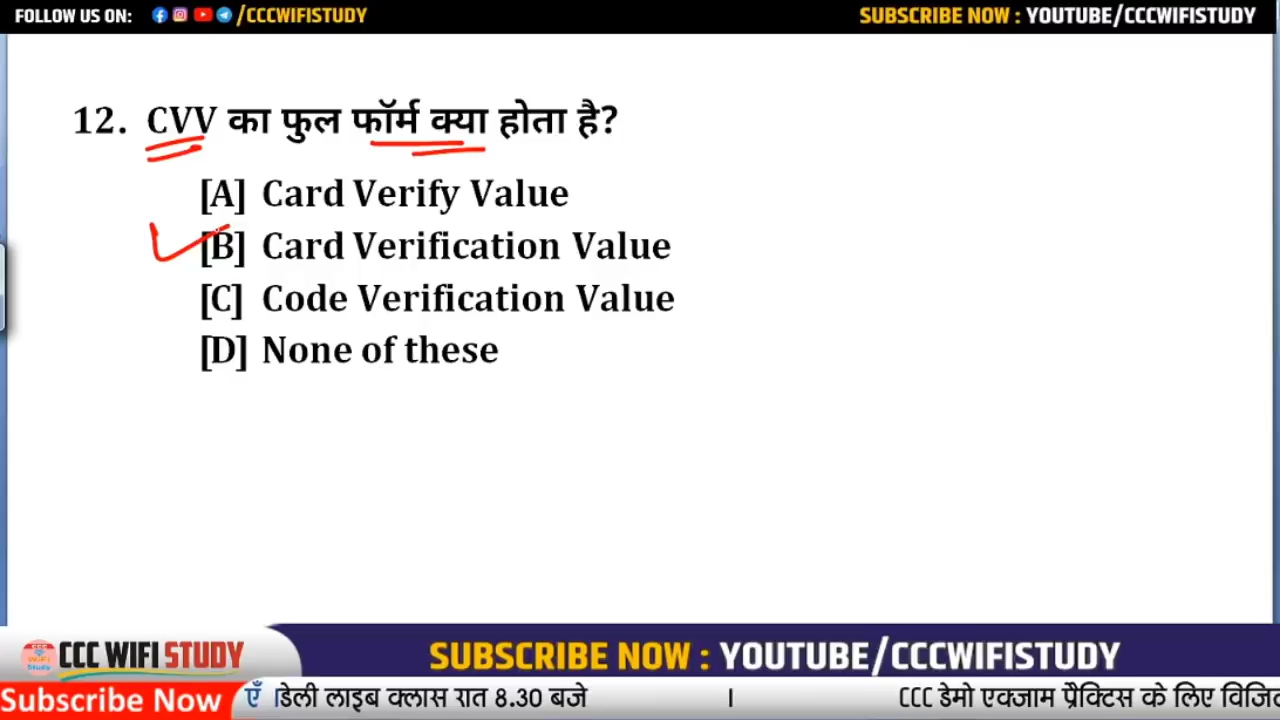 FOLLOW US ON: /CCCWIFISTUDY
SUBSCRIBE NOW : YOUTUBE/CCCWIFISTUDY
12. CVV का फुल फॉर्म क्या होता है?
[A] Card Verify Value
[B] Card Verification Value
[C] Code Verification Value
[D] None of these
CCC WIFI STUDY
SUBSCRIBE NOW : YOUTUBE/CCCWIFISTUDY
Subscribe Now
डेली लाइब क्लास रात 8.30 बजे । CCC डेमो एक्जाम प्रैक्टिस के लिए